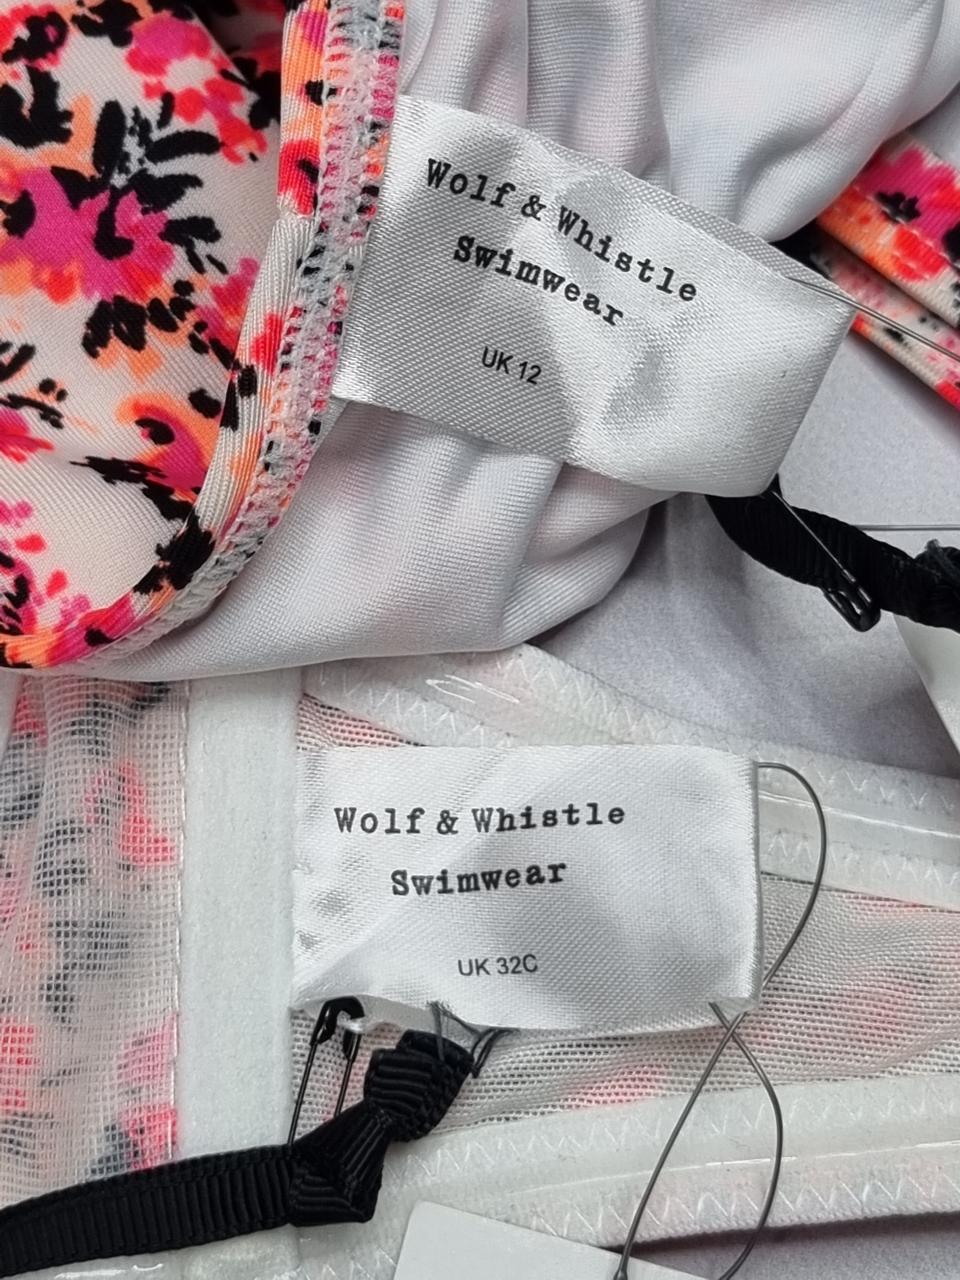 Wolf & Whistle
Swimwear
UK 12
Wolf & Whistle
Swimwear
UK 32C